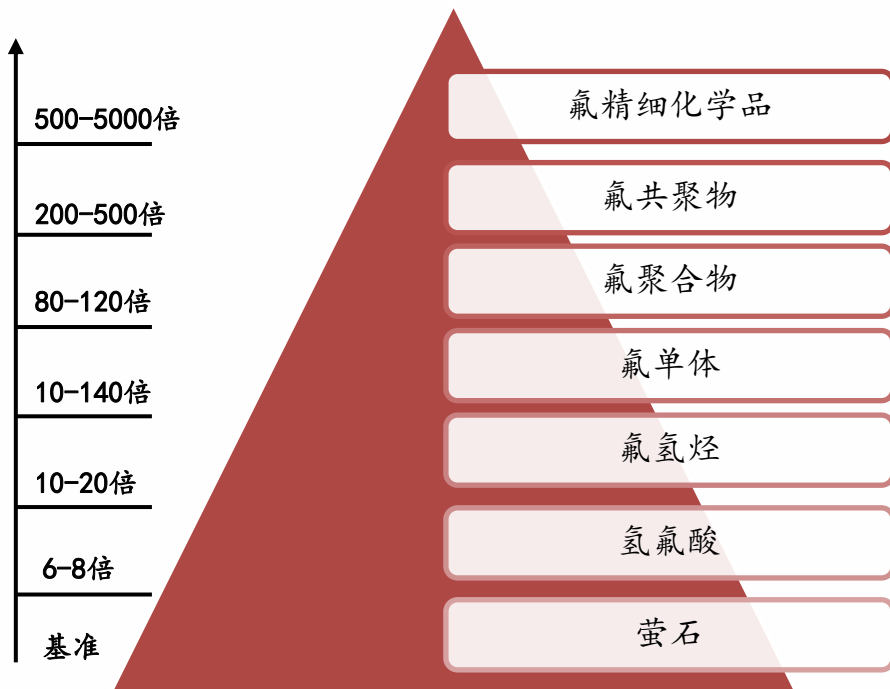 500-5000倍
氟精细化学品
200-500倍
氟共聚物
80-120倍
氟聚合物
10-140倍
氟单体
10-20倍
氟氢烃
6-8倍
氢氟酸
基准
萤石